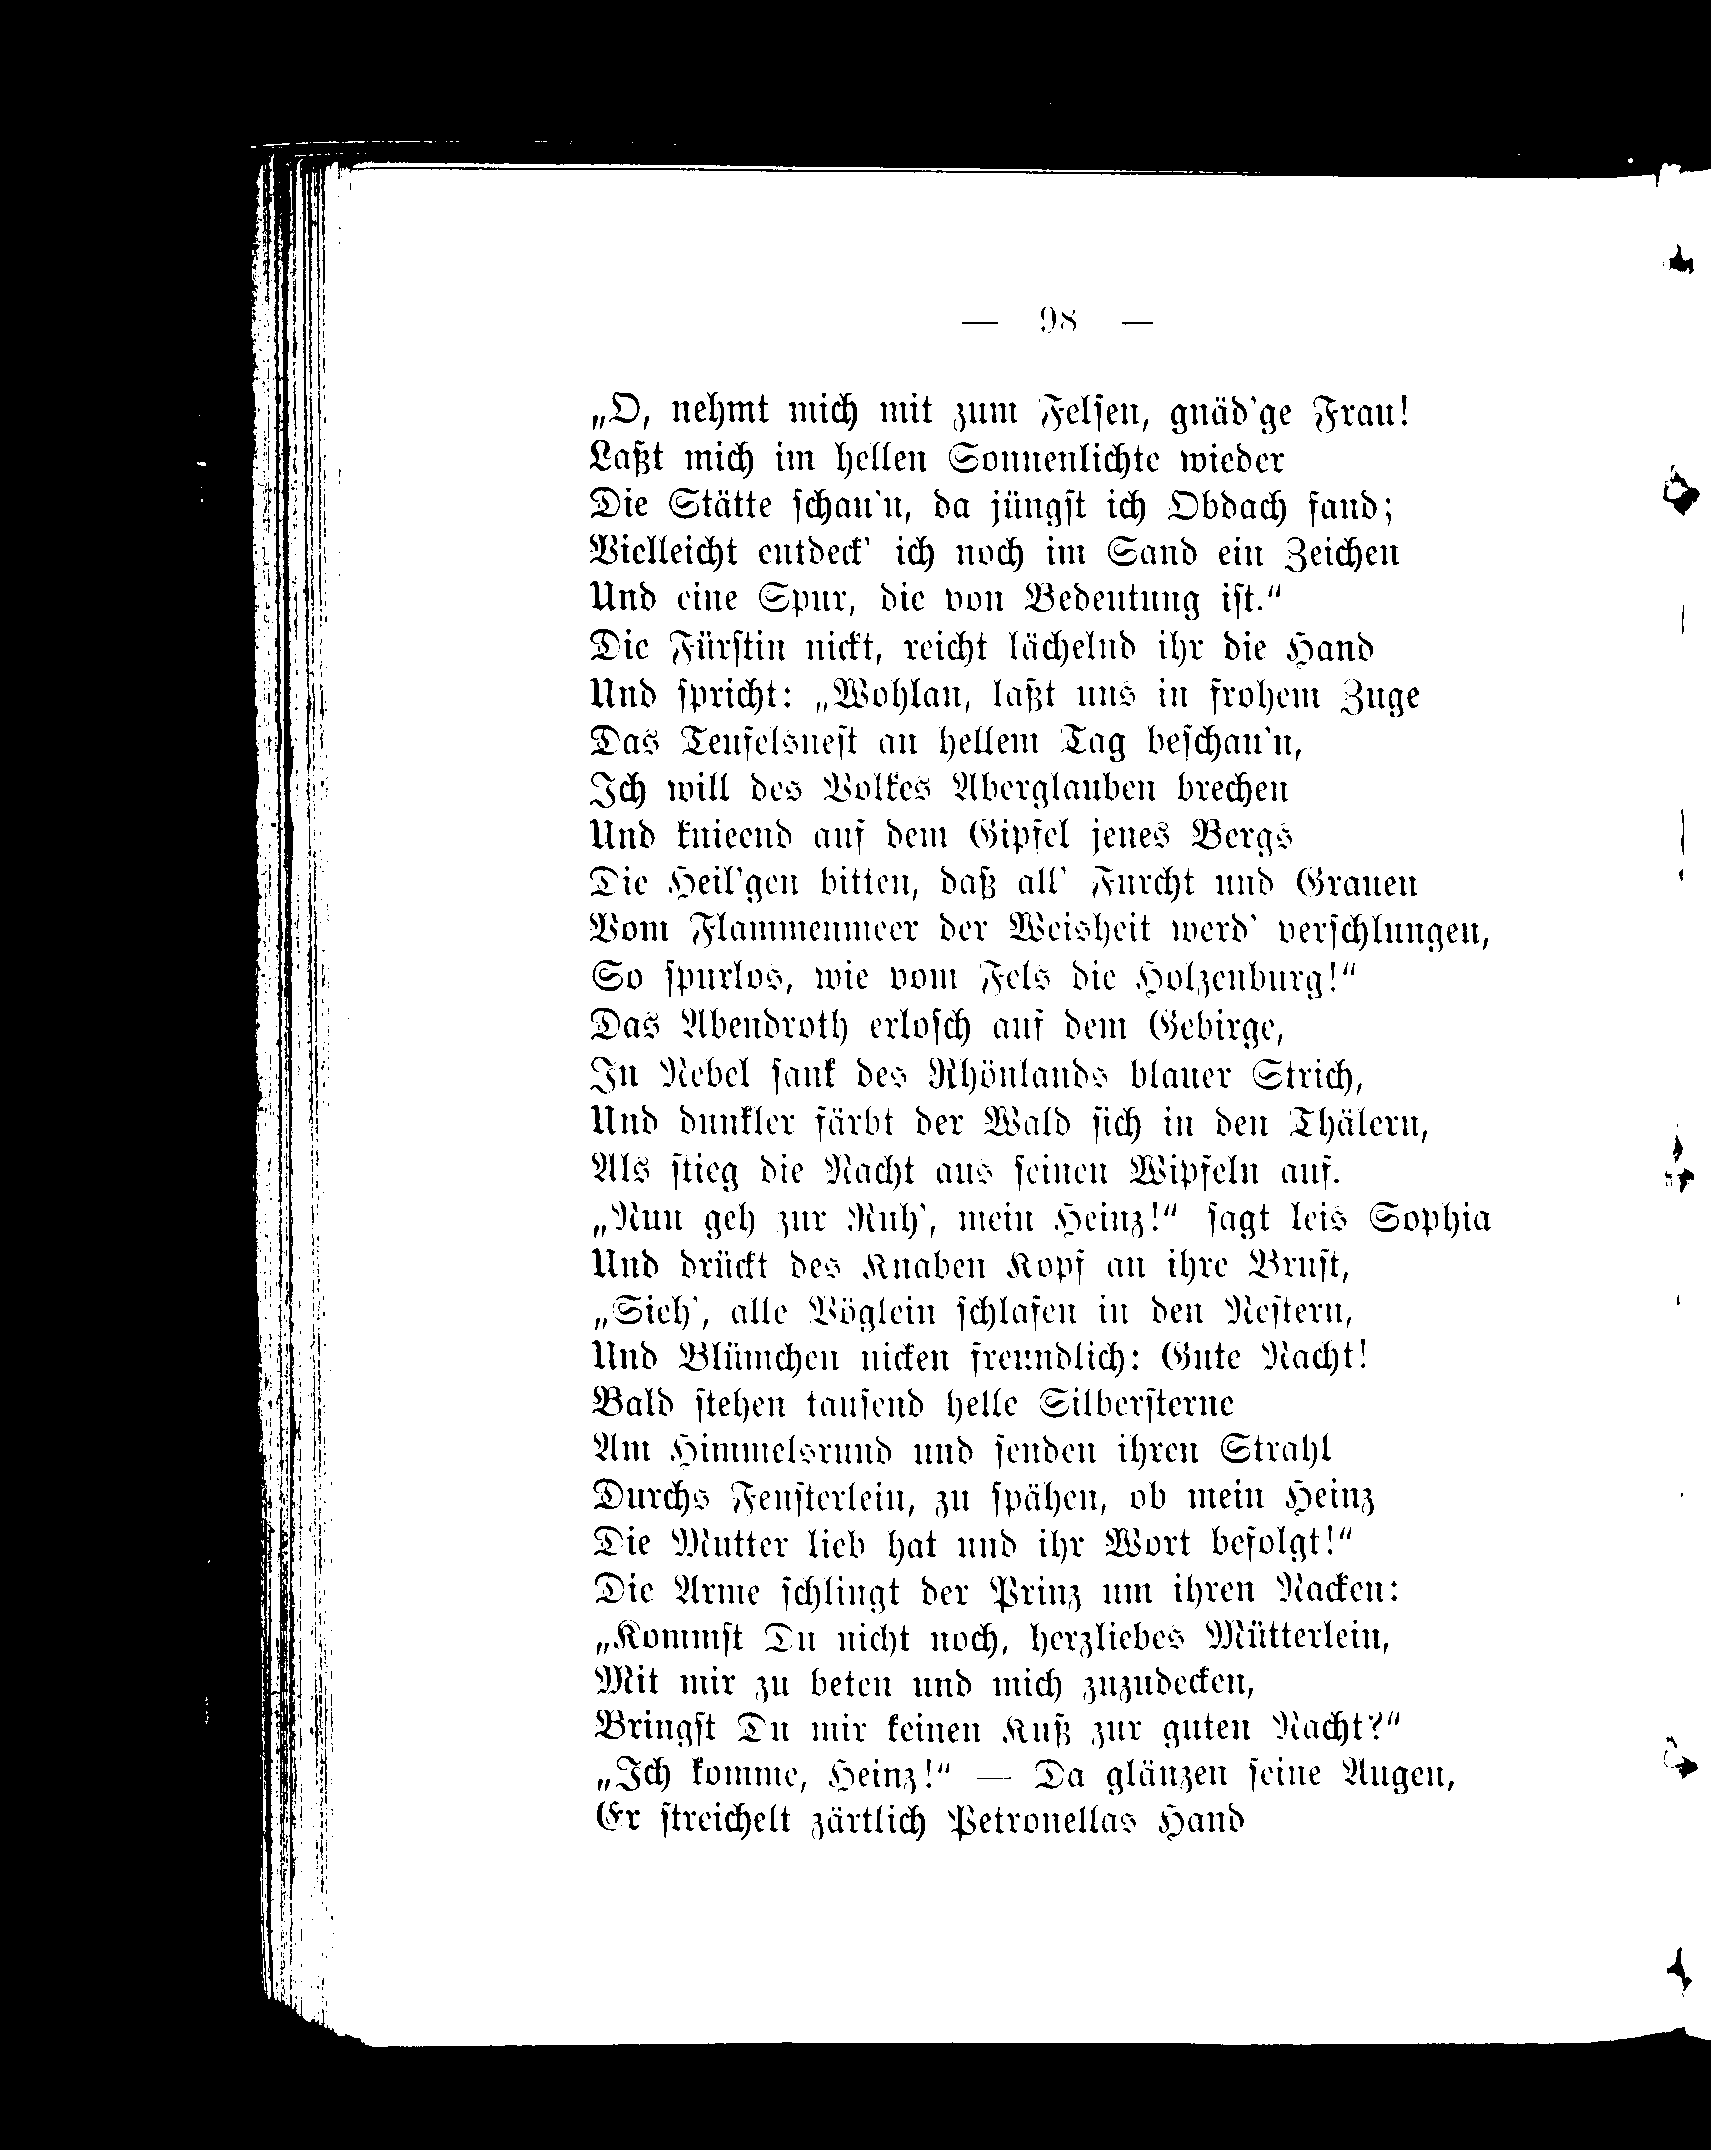 — 98 —
„O, nehmt mich mit zum Felsen, gnäd'ge Frau!
Laßt mich im hellen Sonnenlichte wieder
Die Stätte schau'n, da jüngst ich Obdach fand;
Vielleicht entdeck' ich noch im Sand ein Zeichen
Und eine Spur, die von Bedeutung ist.“
Die Fürstin nickt, reicht lächelnd ihr die Hand
Und spricht: „Wohlan, laßt uns in frohem Zuge
Das Teufelsnest an hellem Tag beschau'n,
Ich will des Volkes Aberglauben brechen
Und knieend auf dem Gipfel jenes Bergs
Die Heil'gen bitten, daß all' Furcht und Grauen
Vom Flammenmeer der Weisheit werd' verschlungen,
So spurlos, wie vom Fels die Holzenburg!“
Das Abendroth erlosch auf dem Gebirge,
In Nebel sank des Rhönlands blauer Strich,
Und dunkler färbt der Wald sich in den Thälern,
Als stieg die Nacht aus seinen Wipfeln auf.
„Nun geh zur Ruh', mein Heinz!“ sagt leis Sophia
Und drückt des Knaben Kopf an ihre Brust,
„Sieh', alle Vöglein schlafen in den Nestern,
Und Blümchen nicken freundlich: Gute Nacht!
Bald stehen tausend helle Silbersterne
Am Himmelsrund und senden ihren Strahl
Durchs Fensterlein, zu spähen, ob mein Heinz
Die Mutter lieb hat und ihr Wort befolgt!“
Die Arme schlingt der Prinz um ihren Nacken:
„Kommst Du nicht noch, herzliebes Mütterlein,
Mit mir zu beten und mich zuzudecken,
Bringst Du mir keinen Kuß zur guten Nacht?“
„Ich komme, Heinz!“ — Da glänzen seine Augen,
Er streichelt zärtlich Petronellas Hand